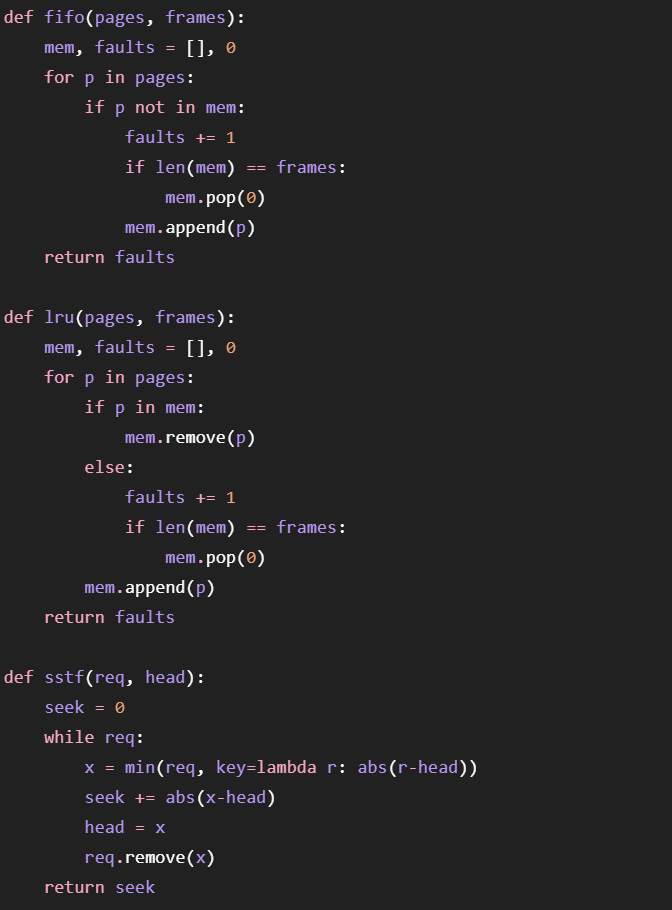 def fifo(pages, frames):
    mem, faults = [], 0
    for p in pages:
        if p not in mem:
            faults += 1
            if len(mem) == frames:
                mem.pop(0)
            mem.append(p)
    return faults

def lru(pages, frames):
    mem, faults = [], 0
    for p in pages:
        if p in mem:
            mem.remove(p)
        else:
            faults += 1
            if len(mem) == frames:
                mem.pop(0)
        mem.append(p)
    return faults

def sstf(req, head):
    seek = 0
    while req:
        x = min(req, key=lambda r: abs(r-head))
        seek += abs(x-head)
        head = x
        req.remove(x)
    return seek